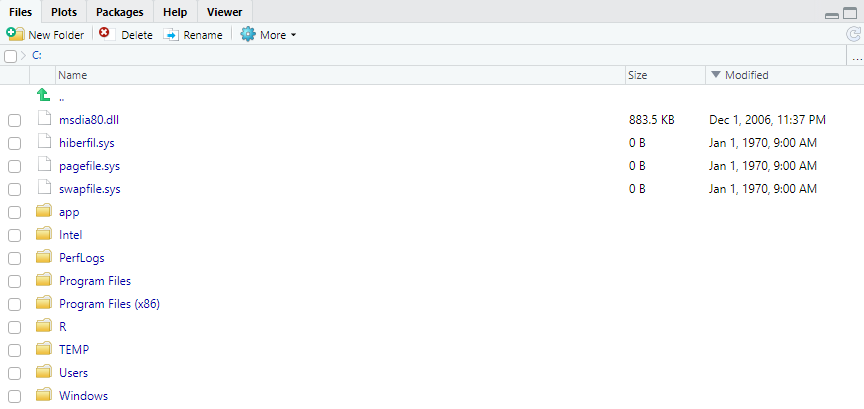 Files Plots Packages Help Viewer
New Folder Delete Rename More
C: ...
Name Size Modified
..
msdia80.dll 883.5 KB Dec 1, 2006, 11:37 PM
hiberfil.sys 0 B Jan 1, 1970, 9:00 AM
pagefile.sys 0 B Jan 1, 1970, 9:00 AM
swapfile.sys 0 B Jan 1, 1970, 9:00 AM
app
Intel
PerfLogs
Program Files
Program Files (x86)
R
TEMP
Users
Windows